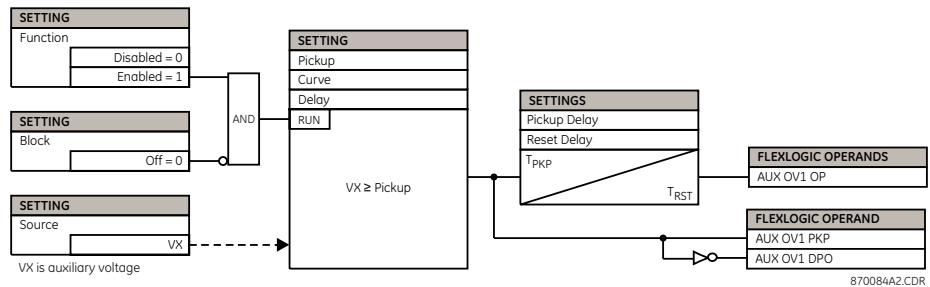 SETTING
Function
Disabled = 0
Enabled = 1
SETTING
Block
Off = 0
SETTING
Source
VX
VX is auxiliary voltage
AND
SETTING
Pickup
Curve
Delay
RUN
VX ≥ Pickup
SETTINGS
Pickup Delay
Reset Delay
TPKP
TRST
FLEXLOGIC OPERANDS
AUX OV1 OP
FLEXLOGIC OPERAND
AUX OV1 PKP
AUX OV1 DPO
870084A2.CDR